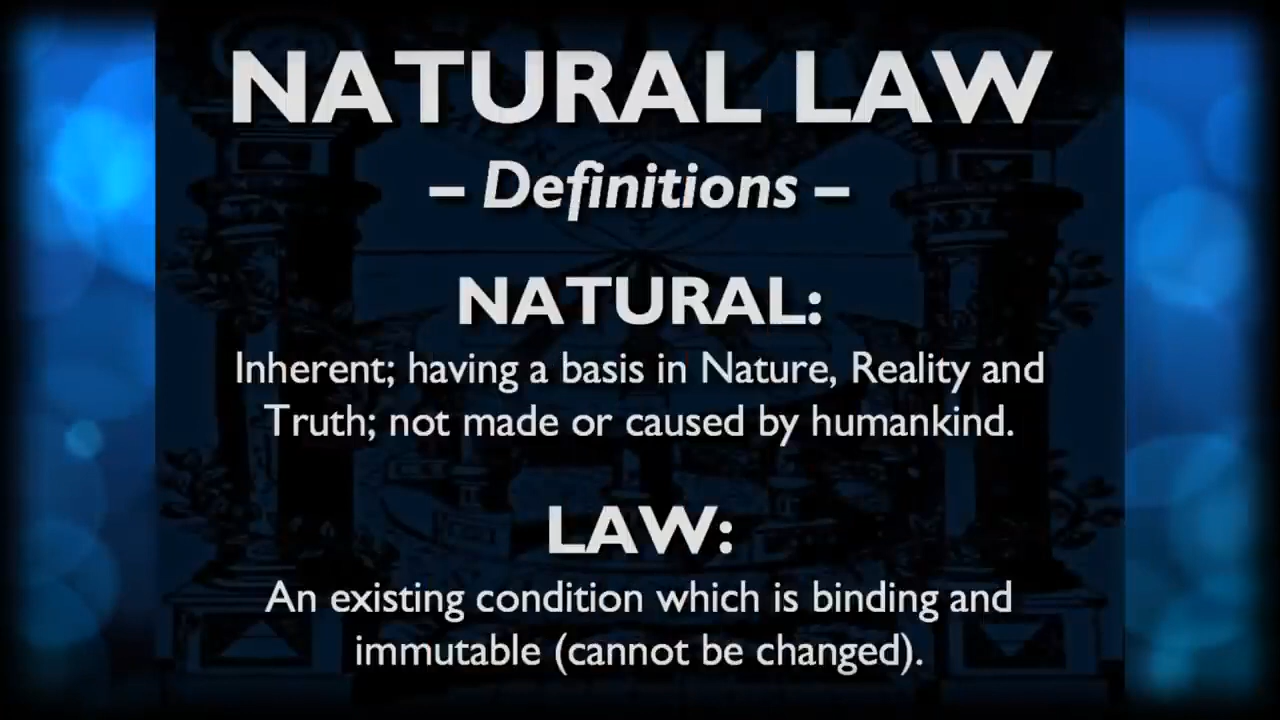 NATURAL LAW
– Definitions –
NATURAL:
Inherent; having a basis in Nature, Reality and
Truth; not made or caused by humankind.
LAW:
An existing condition which is binding and
immutable (cannot be changed).